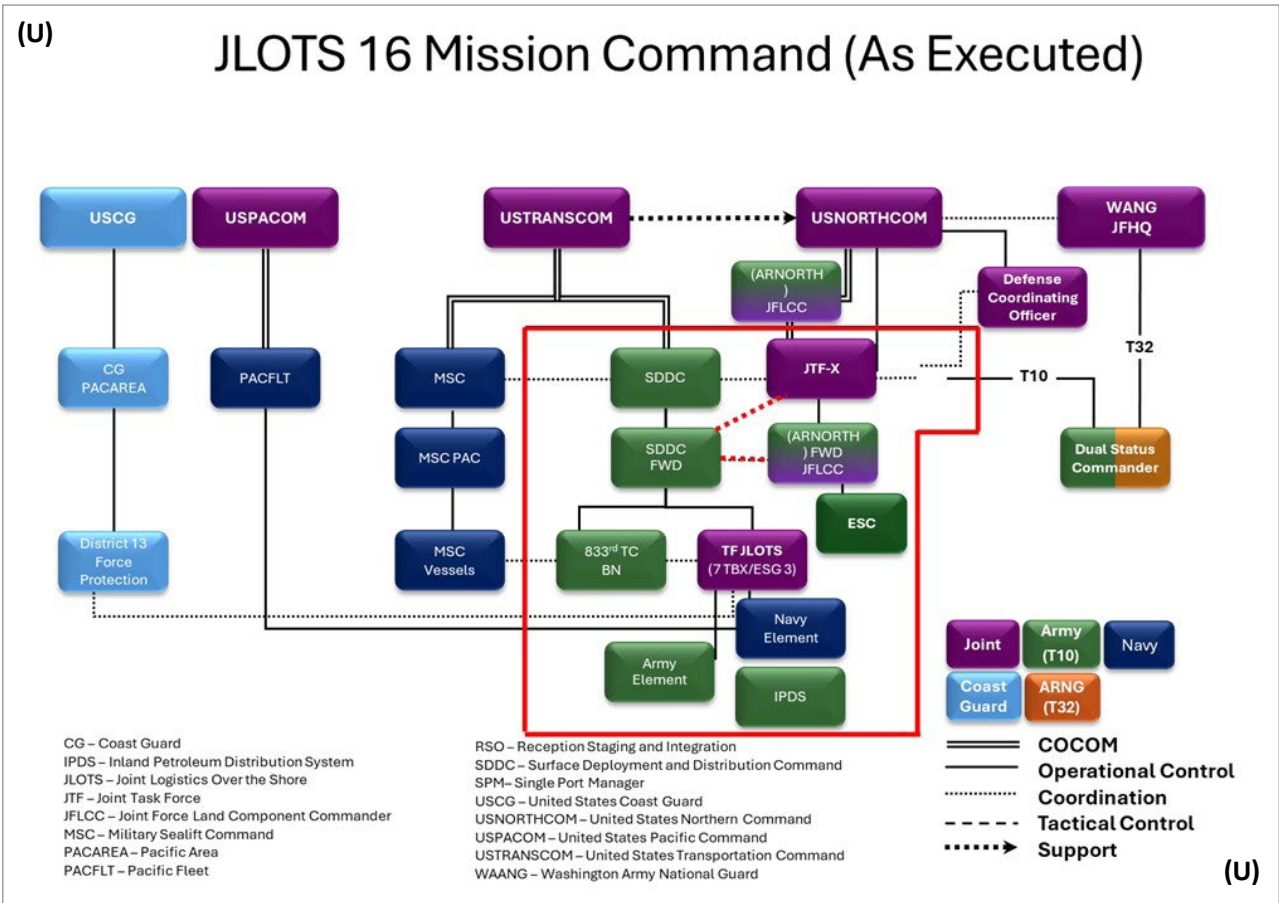 (U)
JLOTS 16 Mission Command (As Executed)
USCG
USPACOM
USTRANSCOM
USNORTHCOM
WANG
JFHQ
(ARNORTH
)
JFLCC
Defense
Coordinating
Officer
T32
CG
PACAREA
PACFLT
MSC
SDDC
JTF-X
T10
MSC PAC
SDDC
FWD
(ARNORTH
) FWD
JFLCC
Dual Status
Commander
ESC
District 13
Force
Protection
MSC
Vessels
833rd TC
BN
TF JLOTS
(7 TBX/ESG 3)
Navy
Element
Army
Element
IPDS
Joint
Army
(T10)
Navy
Coast
Guard
ARNG
(T32)
COCOM
Operational Control
Coordination
Tactical Control
Support
CG – Coast Guard
IPDS – Inland Petroleum Distribution System
JLOTS – Joint Logistics Over the Shore
JTF – Joint Task Force
JFLCC – Joint Force Land Component Commander
MSC – Military Sealift Command
PACAREA – Pacific Area
PACFLT – Pacific Fleet
RSO – Reception Staging and Integration
SDDC – Surface Deployment and Distribution Command
SPM– Single Port Manager
USCG – United States Coast Guard
USNORTHCOM – United States Northern Command
USPACOM – United States Pacific Command
USTRANSCOM – United States Transportation Command
WAANG – Washington Army National Guard
(U)